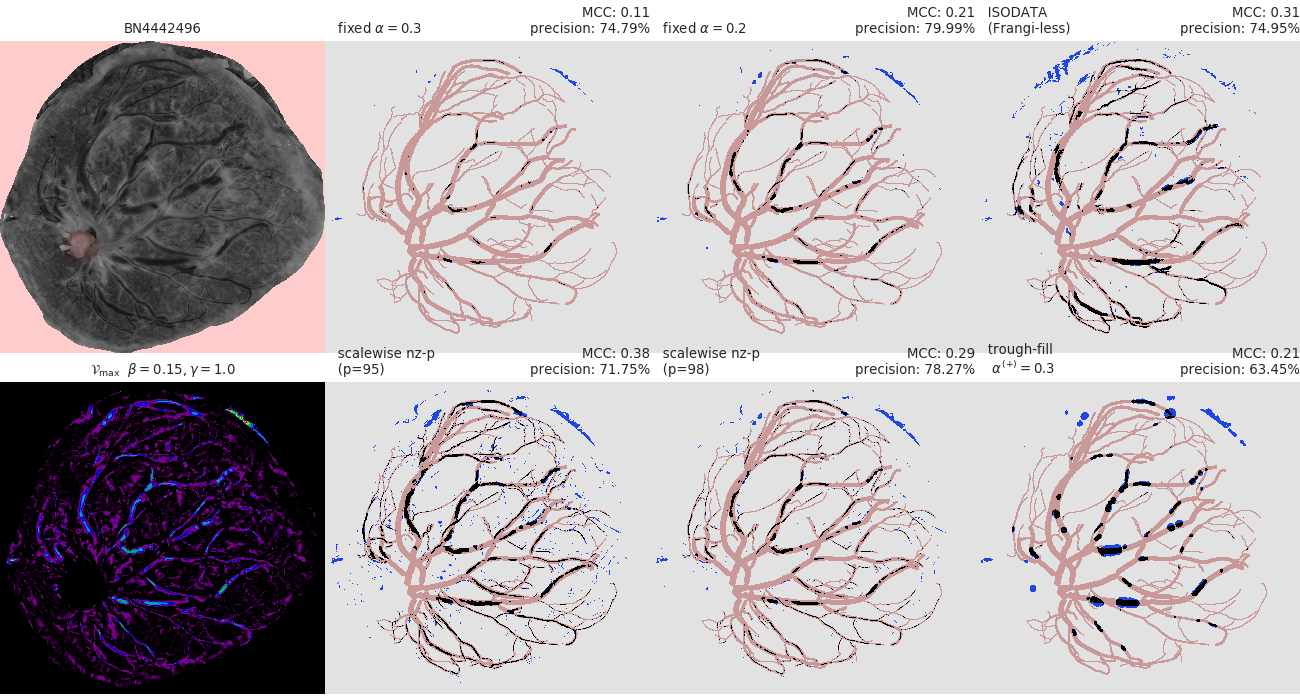 BN4442496
fixed α = 0.3
MCC: 0.11
precision: 74.79%
fixed α = 0.2
MCC: 0.21
precision: 79.99%
ISODATA
(Frangi-less)
MCC: 0.31
precision: 74.95%
𝒱max β = 0.15, γ = 1.0
scalewise nz-p
(p=95)
MCC: 0.38
precision: 71.75%
scalewise nz-p
(p=98)
MCC: 0.29
precision: 78.27%
trough-fill
α(+) = 0.3
MCC: 0.21
precision: 63.45%